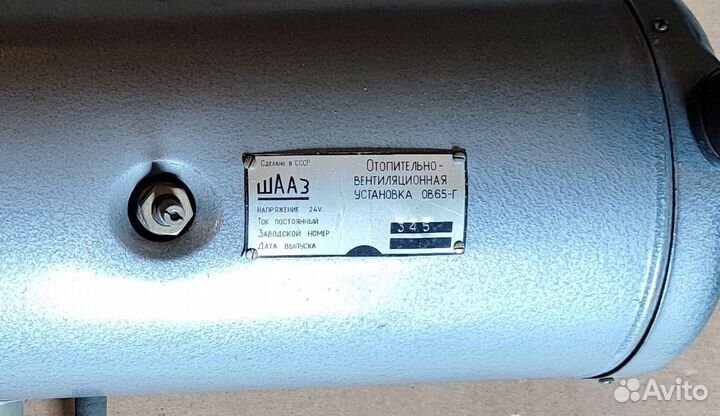 Сделано в СССР
ШААЗ
Отопительно-
вентиляционная
установка ОВ65-Г
Напряжение 24V
Ток постоянный
Заводской номер 345
Дата выпуска
Avito